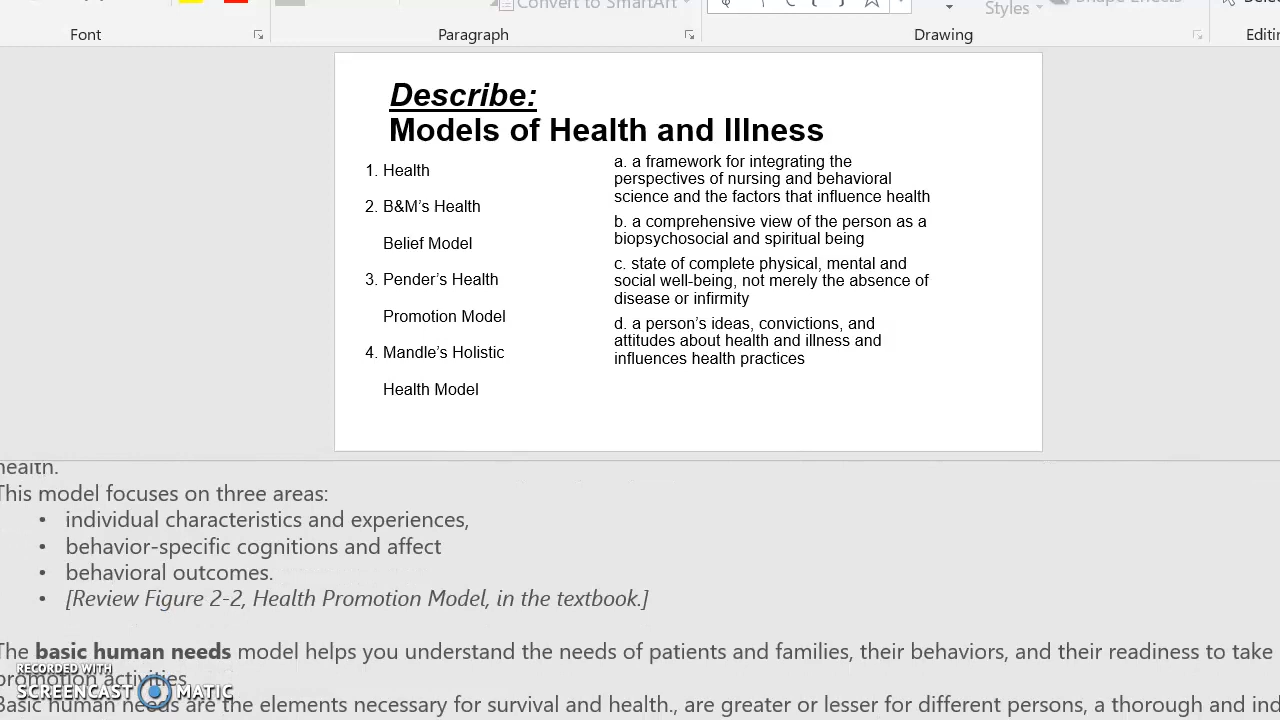 Convert to SmartArt
Styles
Shape Effects
Font
Paragraph
Drawing
Describe:
Models of Health and Illness
1. Health
2. B&M’s Health
Belief Model
3. Pender’s Health
Promotion Model
4. Mandle’s Holistic
Health Model
a. a framework for integrating the
perspectives of nursing and behavioral
science and the factors that influence health
b. a comprehensive view of the person as a
biopsychosocial and spiritual being
c. state of complete physical, mental and
social well-being, not merely the absence of
disease or infirmity
d. a person’s ideas, convictions, and
attitudes about health and illness and
influences health practices
health.
This model focuses on three areas:
• individual characteristics and experiences,
• behavior-specific cognitions and affect
• behavioral outcomes.
• [Review Figure 2-2, Health Promotion Model, in the textbook.]
The basic human needs model helps you understand the needs of patients and families, their behaviors, and their readiness to take
promotion activities
Basic human needs are the elements necessary for survival and health., are greater or lesser for different persons, a thorough and
RECORDED WITH
SCREENCAST MATIC